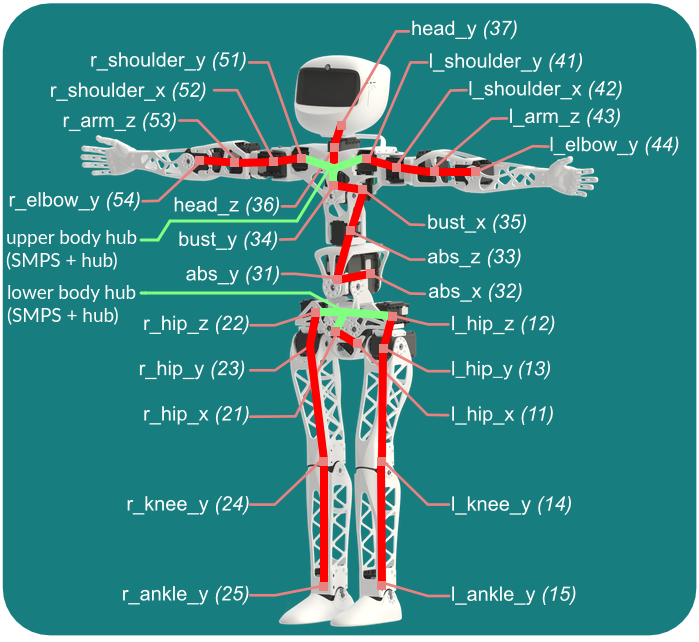 head_y (37)
r_shoulder_y (51)
l_shoulder_y (41)
r_shoulder_x (52)
l_shoulder_x (42)
r_arm_z (53)
l_arm_z (43)
l_elbow_y (44)
r_elbow_y (54)
head_z (36)
bust_x (35)
upper body hub
(SMPS + hub)
bust_y (34)
abs_z (33)
abs_y (31)
abs_x (32)
lower body hub
(SMPS + hub)
r_hip_z (22)
l_hip_z (12)
r_hip_y (23)
l_hip_y (13)
r_hip_x (21)
l_hip_x (11)
r_knee_y (24)
l_knee_y (14)
r_ankle_y (25)
l_ankle_y (15)